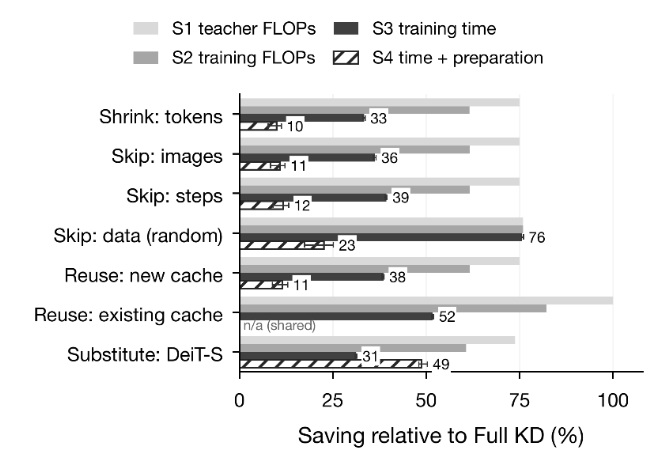 S1 teacher FLOPs
S3 training time
S2 training FLOPs
S4 time + preparation
Shrink: tokens
33
10
Skip: images
36
11
Skip: steps
39
12
Skip: data (random)
76
23
Reuse: new cache
38
11
Reuse: existing cache
52
n/a (shared)
Substitute: DeiT-S
31
49
0 25 50 75 100
Saving relative to Full KD (%)